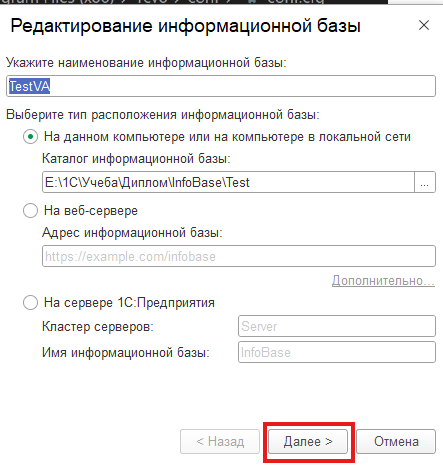 Редактирование информационной базы
Укажите наименование информационной базы:
TestVA
Выберите тип расположения информационной базы:
На данном компьютере или на компьютере в локальной сети
Каталог информационной базы:
E:\1С\Учеба\Диплом\InfoBase\Test
...
На веб-сервере
Адрес информационной базы:
https://example.com/infobase
Дополнительно...
На сервере 1С:Предприятия
Кластер серверов: Server
Имя информационной базы: InfoBase
< Назад Далее > Отмена